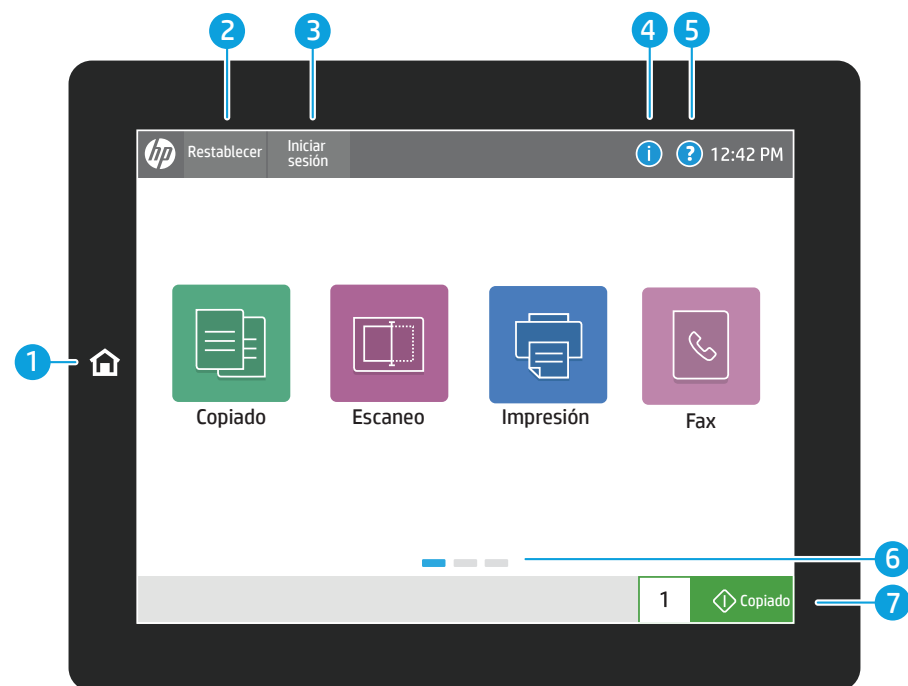 2 3 4 5
hp Restablecer Iniciar sesión i ? 12:42 PM
1
Copiado Escaneo Impresión Fax
6
1 Copiado 7